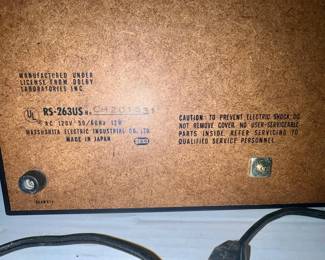 MANUFACTURED UNDER
LICENSE FROM DOLBY
LABORATORIES INC.
UL RS-263US
AC 120V 50/60Hz 12W
MATSUSHITA ELECTRIC INDUSTRIAL CO., LTD.
MADE IN JAPAN
CAUTION: TO PREVENT ELECTRIC SHOCK DO
NOT REMOVE COVER. NO USER-SERVICEABLE
PARTS INSIDE. REFER SERVICING TO
QUALIFIED SERVICE PERSONNEL.